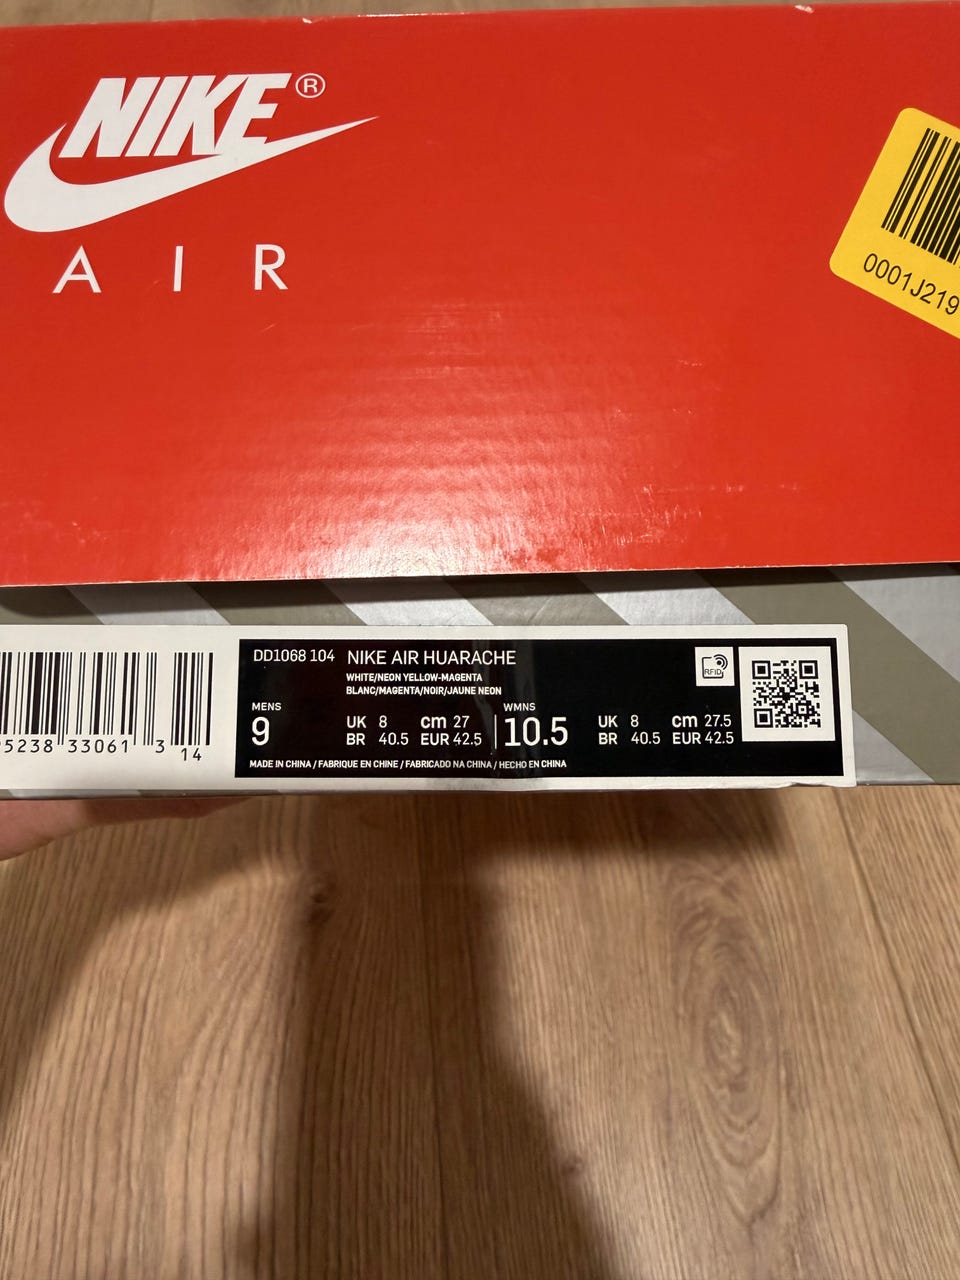 NIKE®
AIR
0001J219
DD1068 104 NIKE AIR HUARACHE
WHITE/NEON YELLOW-MAGENTA
BLANC/MAGENTA/NOIR/JAUNE NEON
RFID
MENS
9
UK 8 cm 27
BR 40.5 EUR 42.5
WMNS
10.5
UK 8 cm 27.5
BR 40.5 EUR 42.5
MADE IN CHINA / FABRIQUE EN CHINE / FABRICADO NA CHINA / HECHO EN CHINA
5238 33061 3
14